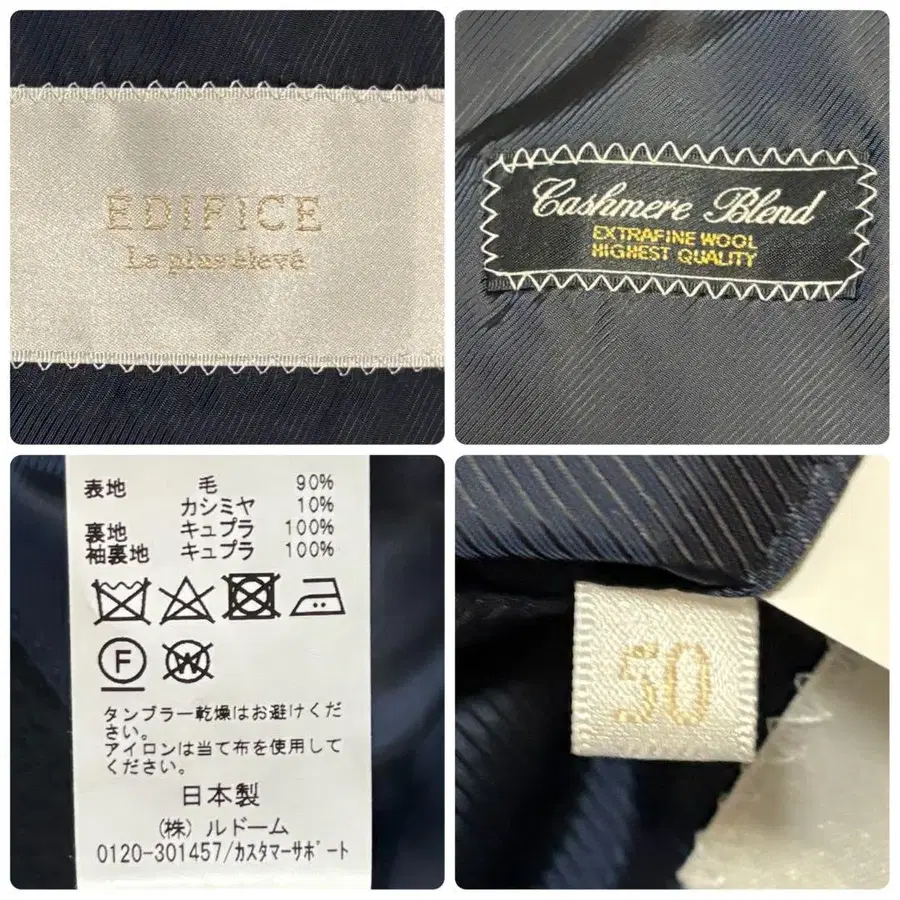 ÉDIFICE
La plus élevé
Cashmere Blend
EXTRAFINE WOOL
HIGHEST QUALITY
表地 毛 90%
カシミヤ 10%
裏地 キュプラ 100%
袖裏地 キュプラ 100%
F W
タンブラー乾燥はお避けくだ
さい。
アイロンは当て布を使用して
ください。
日本製
(株) ルドーム
0120-301457/カスタマーサポート
50